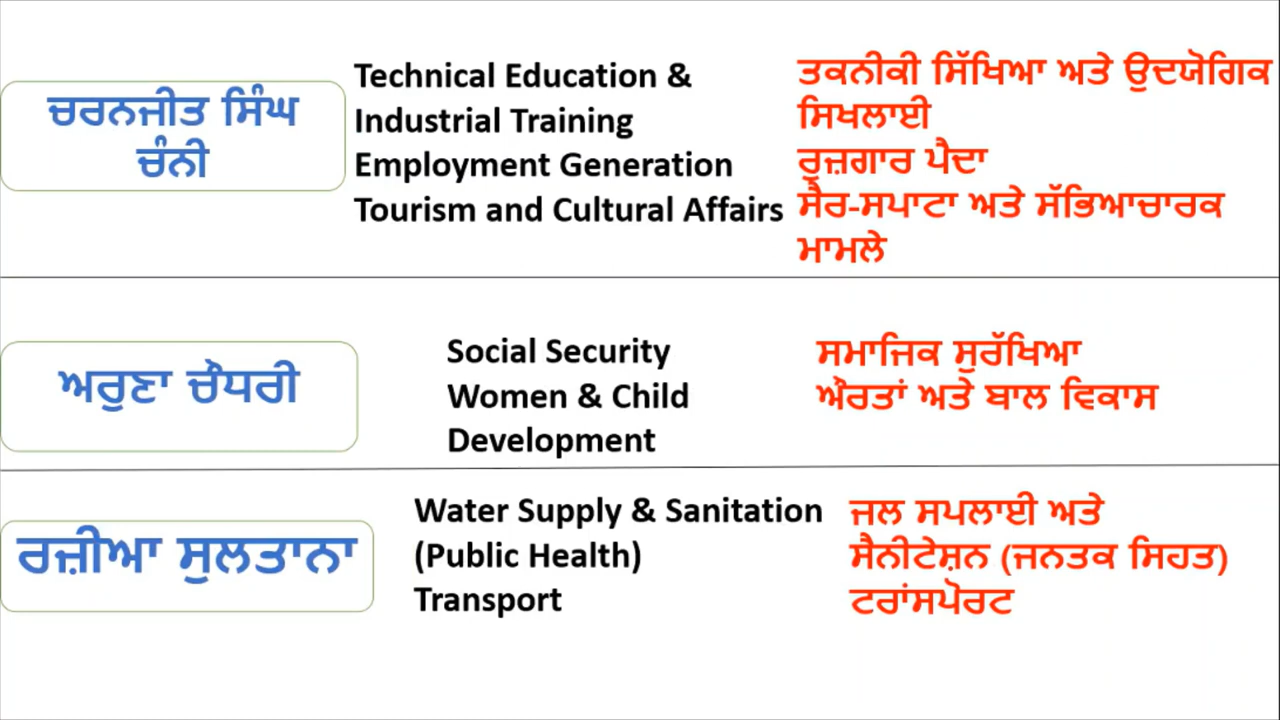 ਚਰਨਜੀਤ ਸਿੰਘ
ਚੰਨੀ
Technical Education &
Industrial Training
Employment Generation
Tourism and Cultural Affairs
ਤਕਨੀਕੀ ਸਿੱਖਿਆ ਅਤੇ ਉਦਯੋਗਿਕ
ਸਿਖਲਾਈ
ਰੁਜ਼ਗਾਰ ਪੈਦਾ
ਸੈਰ-ਸਪਾਟਾ ਅਤੇ ਸੱਭਿਆਚਾਰਕ
ਮਾਮਲੇ
ਅਰੁਣਾ ਚੌਧਰੀ
Social Security
Women & Child
Development
ਸਮਾਜਿਕ ਸੁਰੱਖਿਆ
ਔਰਤਾਂ ਅਤੇ ਬਾਲ ਵਿਕਾਸ
ਰਜ਼ੀਆ ਸੁਲਤਾਨਾ
Water Supply & Sanitation
(Public Health)
Transport
ਜਲ ਸਪਲਾਈ ਅਤੇ
ਸੈਨੀਟੇਸ਼ਨ (ਜਨਤਕ ਸਿਹਤ)
ਟਰਾਂਸਪੋਰਟ